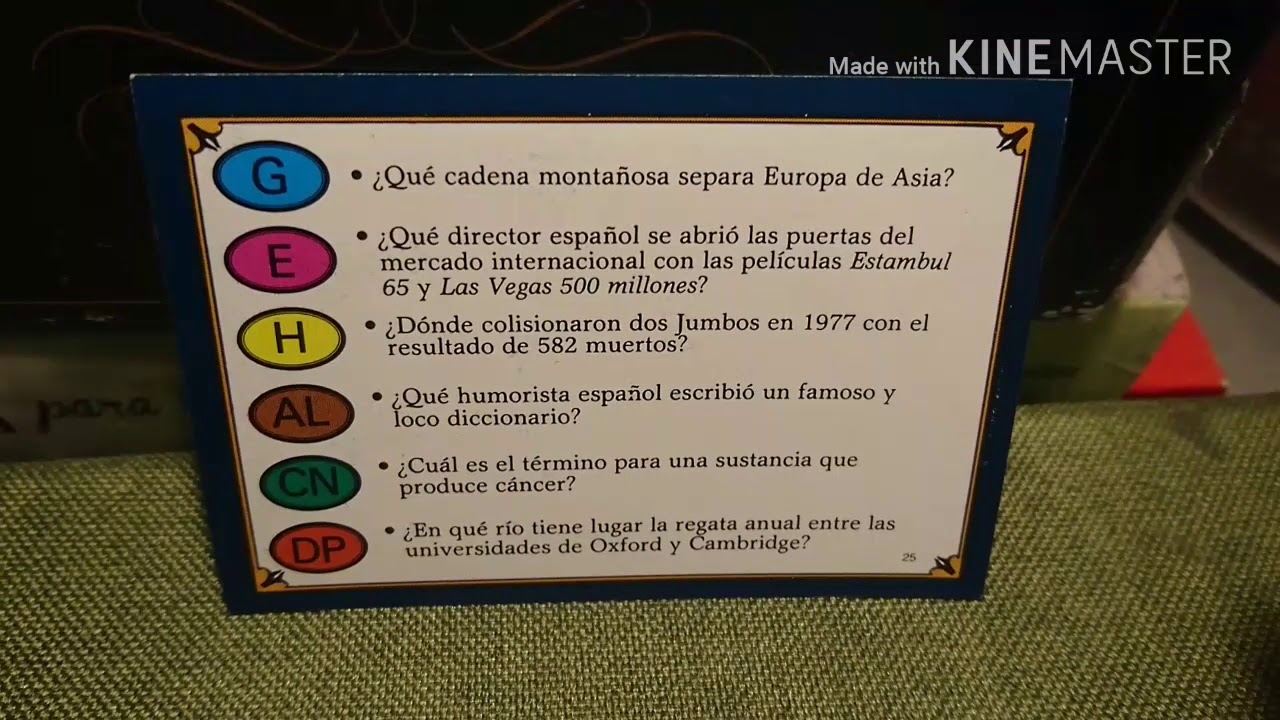 Made with KINEMASTER
G
¿Qué cadena montañosa separa Europa de Asia?
E
¿Qué director español se abrió las puertas del
mercado internacional con las películas Estambul
65 y Las Vegas 500 millones?
H
¿Dónde colisionaron dos Jumbos en 1977 con el
resultado de 582 muertos?
AL
¿Qué humorista español escribió un famoso y
loco diccionario?
CN
¿Cuál es el término para una sustancia que
produce cáncer?
DP
¿En qué río tiene lugar la regata anual entre las
universidades de Oxford y Cambridge?
25
para